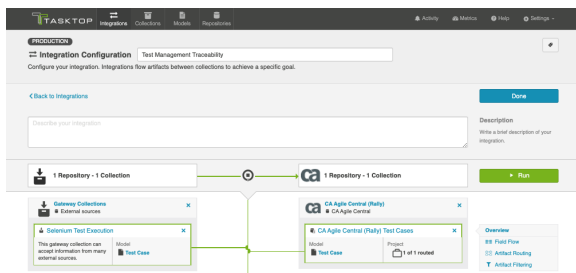 TASKTOP
Integrations
Collections
Models
Repositories
Activity
Metrics
Help
Settings
PRODUCTION
Integration Configuration
Test Management Traceability
Configure your integration. Integrations flow artifacts between collections to achieve a specific goal.
Back to Integrations
Done
Describe your Integration
Description
Write a brief description of your
integration.
1 Repository - 1 Collection
ca 1 Repository - 1 Collection
Run
Gateway Collections
External sources
Selenium Test Execution
This gateway collection can
accept information from many
external sources.
Model
Test Case
ca CA Agile Central (Rally)
CA Agile Central
CA Agile Central (Rally) Test Cases
Model
Test Case
Project
1 of 1 routed
Overview
Field Flow
Artifact Routing
Artifact Filtering